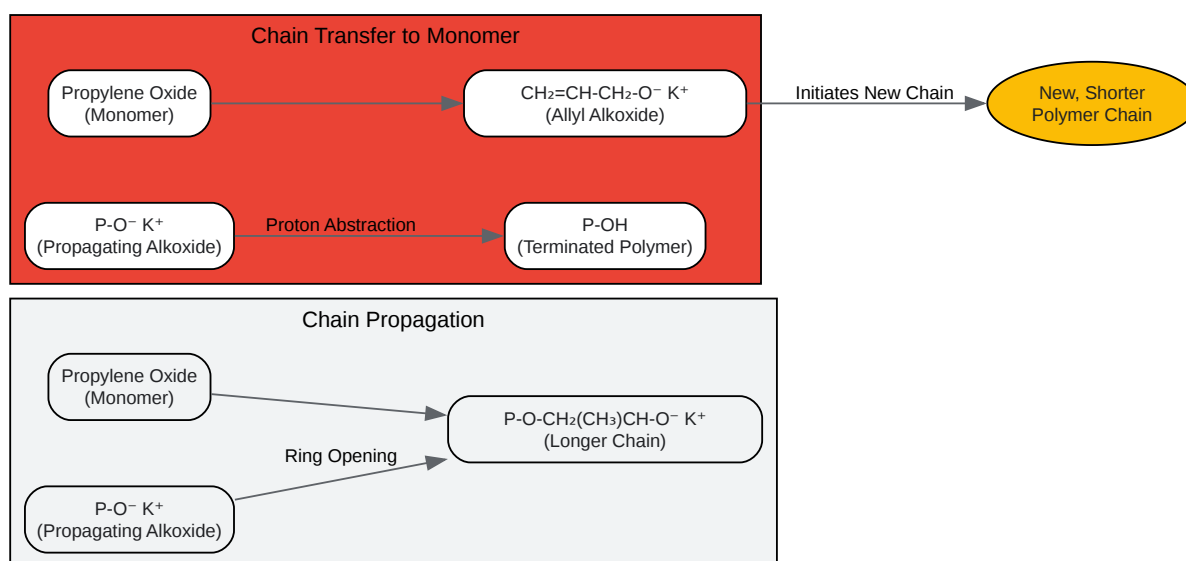 Chain Transfer to Monomer
Propylene Oxide
(Monomer)
CH₂=CH-CH₂-O⁻ K⁺
(Allyl Alkoxide)
Initiates New Chain
New, Shorter
Polymer Chain
P-O⁻ K⁺
(Propagating Alkoxide)
Proton Abstraction
P-OH
(Terminated Polymer)
Chain Propagation
Propylene Oxide
(Monomer)
P-O-CH₂(CH₃)CH-O⁻ K⁺
(Longer Chain)
Ring Opening
P-O⁻ K⁺
(Propagating Alkoxide)